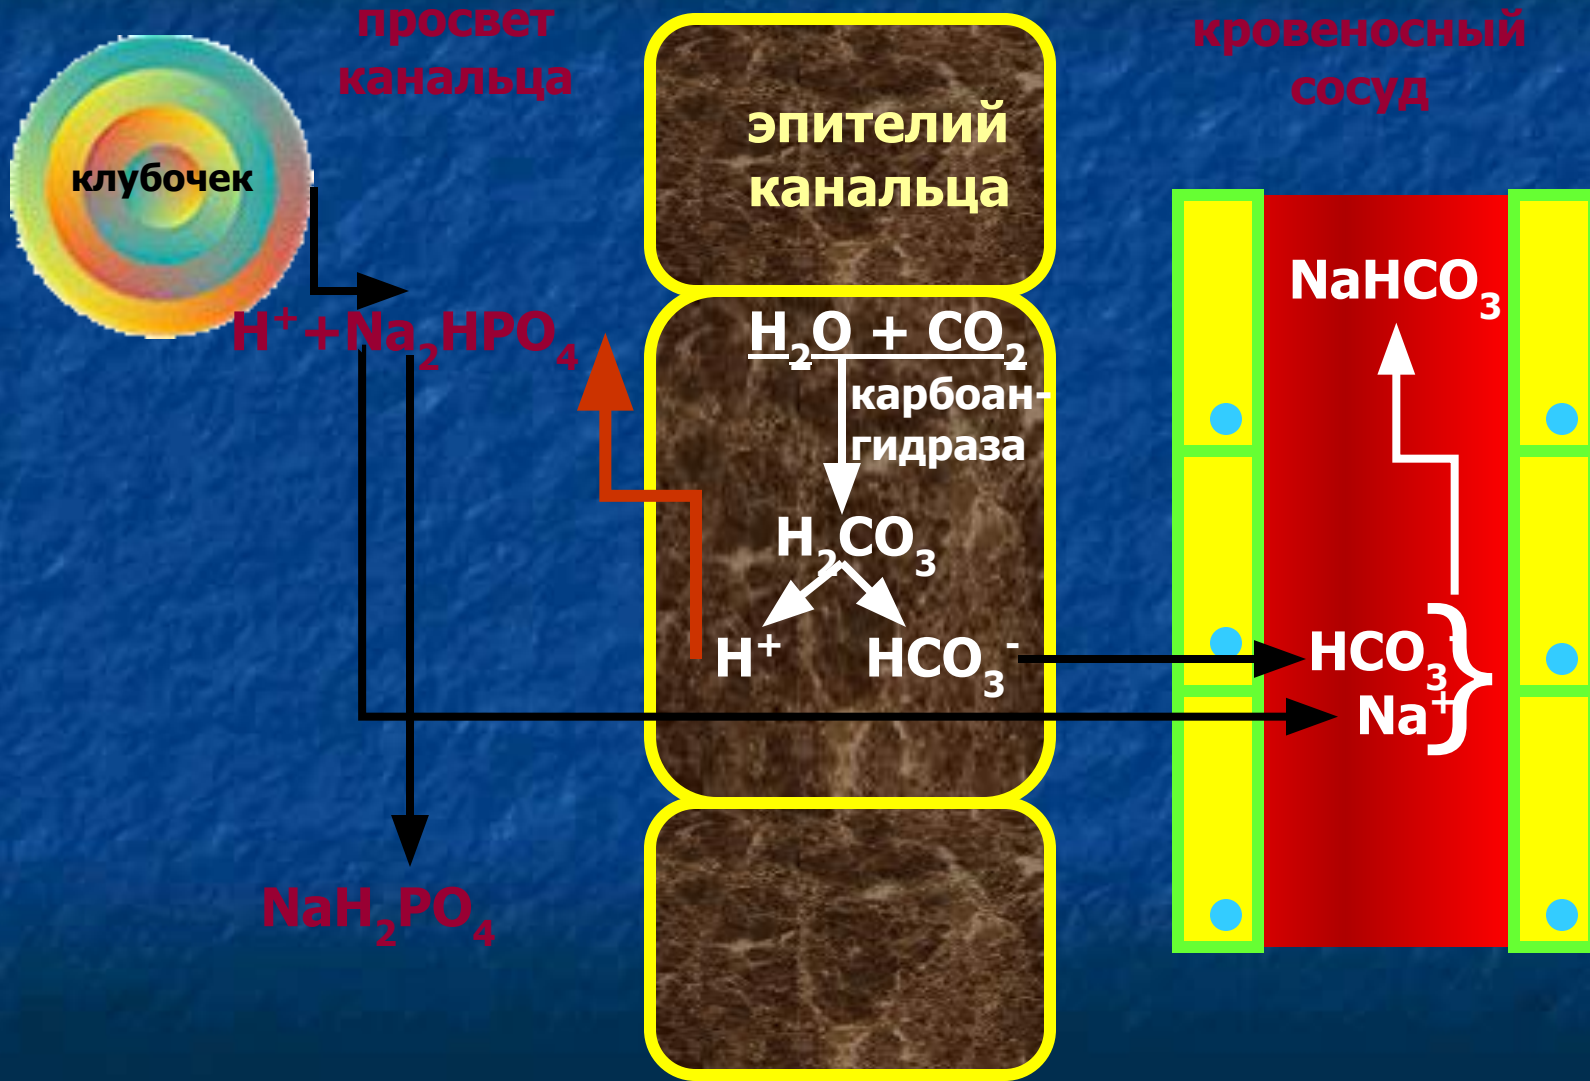 просвет
канальца
кровеносный
сосуд
клубочек
эпителий
канальца
H⁺+Na₂HPO₄
H₂O + CO₂
карбоан-
гидраза
H₂CO₃
H⁺ HCO₃⁻
NaHCO₃
HCO₃⁻
Na⁺
}
NaH₂PO₄